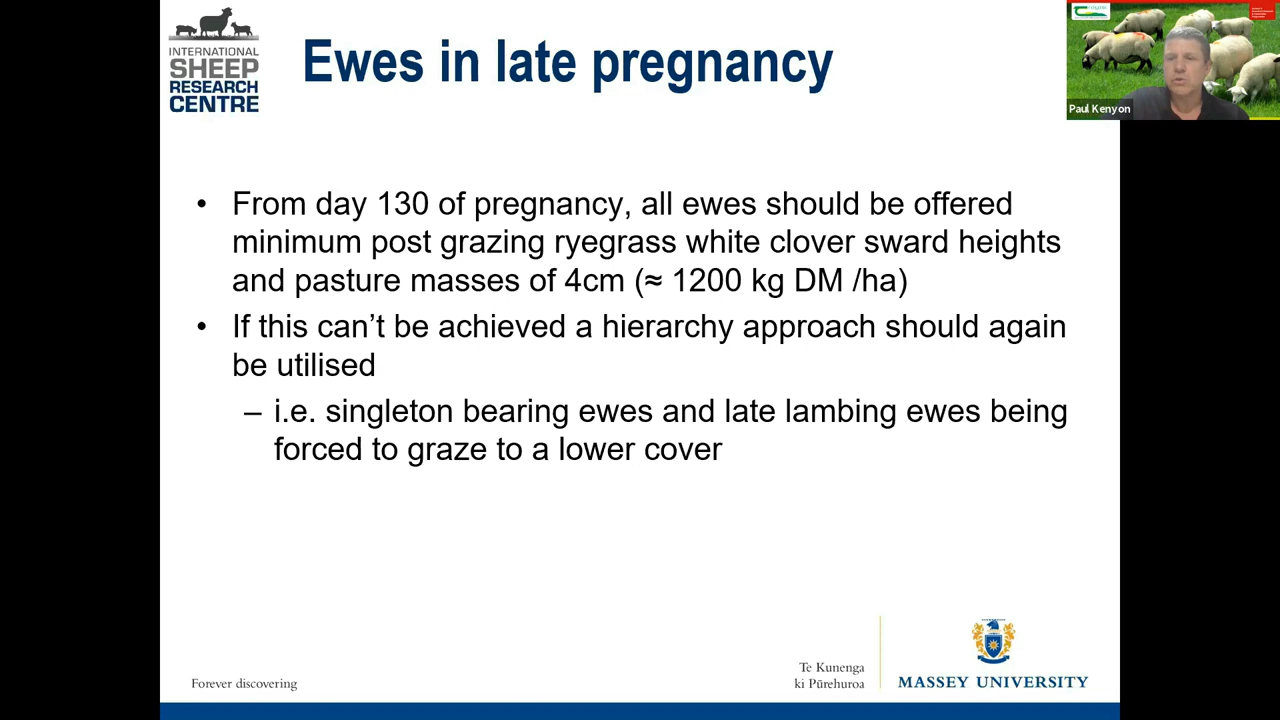 INTERNATIONAL
SHEEP
RESEARCH
CENTRE
Ewes in late pregnancy
Paul Kenyon
• From day 130 of pregnancy, all ewes should be offered
minimum post grazing ryegrass white clover sward heights
and pasture masses of 4cm (≈ 1200 kg DM /ha)
• If this can’t be achieved a hierarchy approach should again
be utilised
– i.e. singleton bearing ewes and late lambing ewes being
forced to graze to a lower cover
Forever discovering
Te Kunenga
ki Pūrehuroa
MASSEY UNIVERSITY